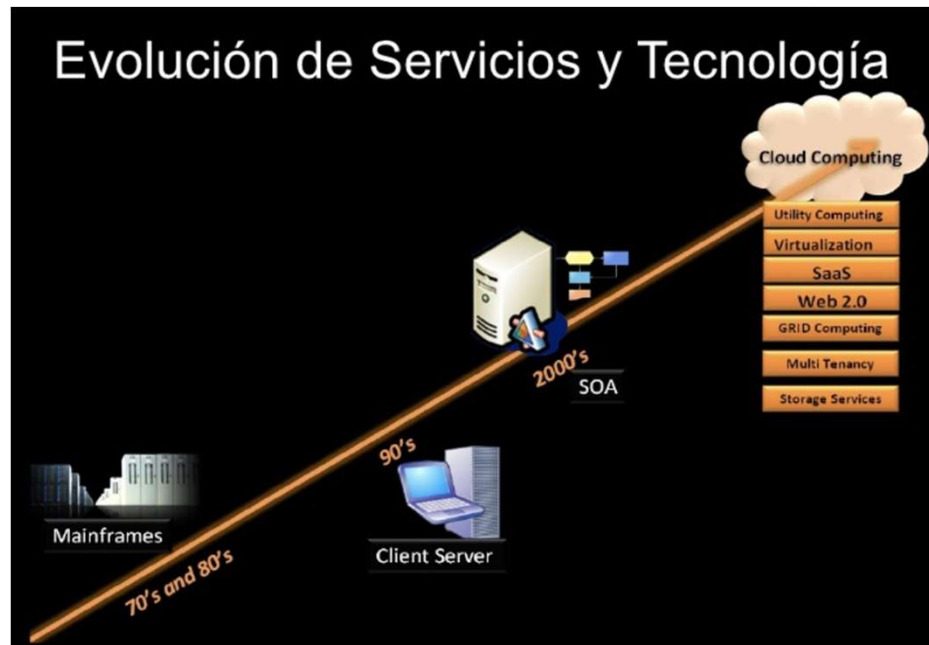 Evolución de Servicios y Tecnología
Cloud Computing
Utility Computing
Virtualization
SaaS
Web 2.0
GRID Computing
Multi Tenancy
Storage Services
2000's
SOA
90's
Client Server
Mainframes
70's and 80's